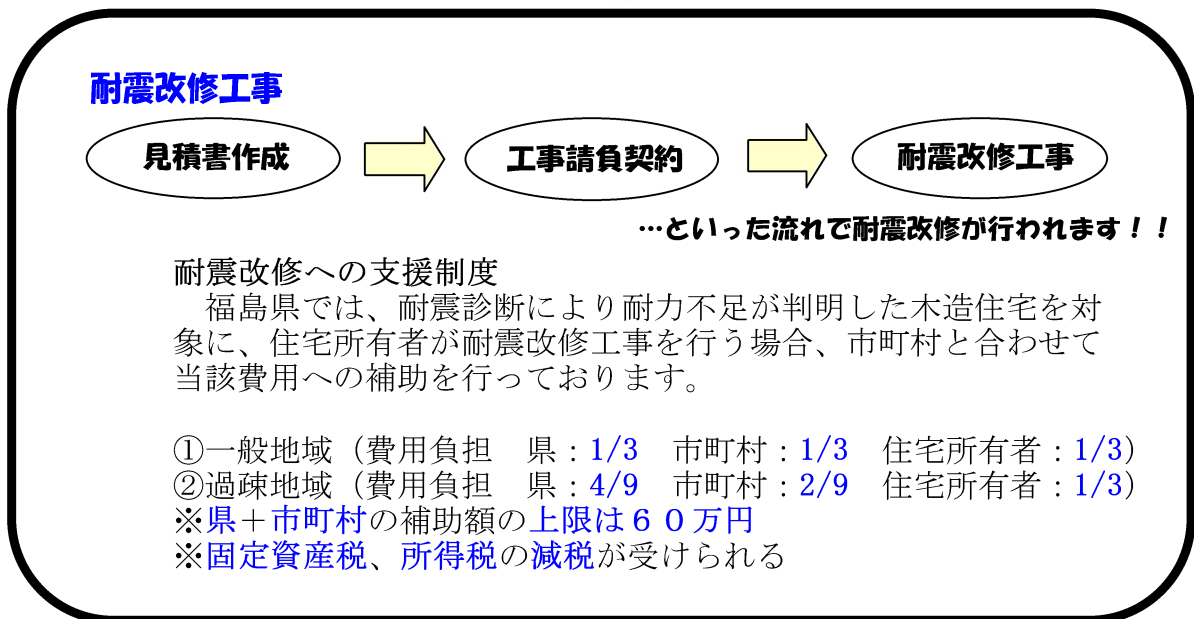 耐震改修工事
見積書作成 工事請負契約 耐震改修工事
…といった流れで耐震改修が行われます！！
耐震改修への支援制度
　福島県では、耐震診断により耐力不足が判明した木造住宅を対
象に、住宅所有者が耐震改修工事を行う場合、市町村と合わせて
当該費用への補助を行っております。
①一般地域（費用負担　県：1/3　市町村：1/3　住宅所有者：1/3）
②過疎地域（費用負担　県：4/9　市町村：2/9　住宅所有者：1/3）
※県＋市町村の補助額の上限は６０万円
※固定資産税、所得税の減税が受けられる